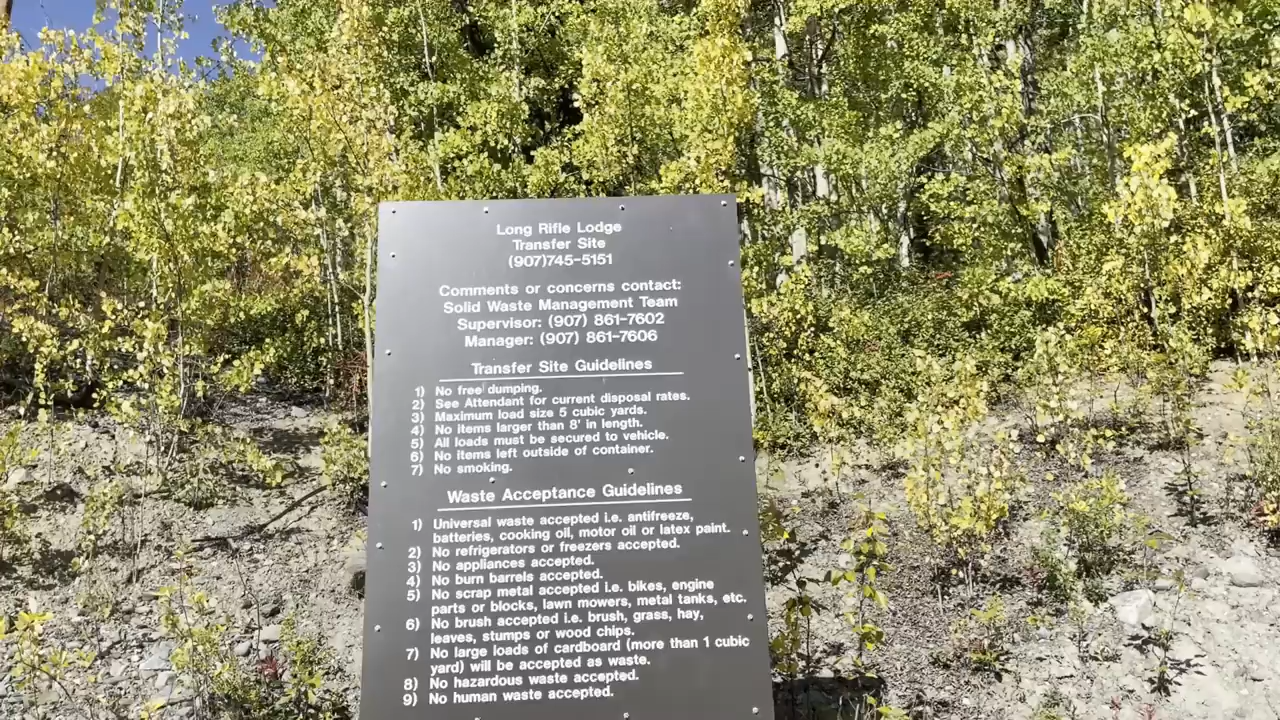 Long Rifle Lodge
Transfer Site
(907)745-5151
Comments or concerns contact:
Solid Waste Management Team
Supervisor: (907) 861-7602
Manager: (907) 861-7606
Transfer Site Guidelines
1) No free dumping.
2) See Attendant for current disposal rates.
3) Maximum load size 5 cubic yards.
4) No items larger than 8' in length.
5) All loads must be secured to vehicle.
6) No items left outside of container.
7) No smoking.
Waste Acceptance Guidelines
1) Universal waste accepted i.e. antifreeze,
batteries, cooking oil, motor oil or latex paint.
2) No refrigerators or freezers accepted.
3) No appliances accepted.
4) No burn barrels accepted.
5) No scrap metal accepted i.e. bikes, engine
parts or blocks, lawn mowers, metal tanks, etc.
6) No brush accepted i.e. brush, grass, hay,
leaves, stumps or wood chips.
7) No large loads of cardboard (more than 1 cubic
yard) will be accepted as waste.
8) No hazardous waste accepted.
9) No human waste accepted.